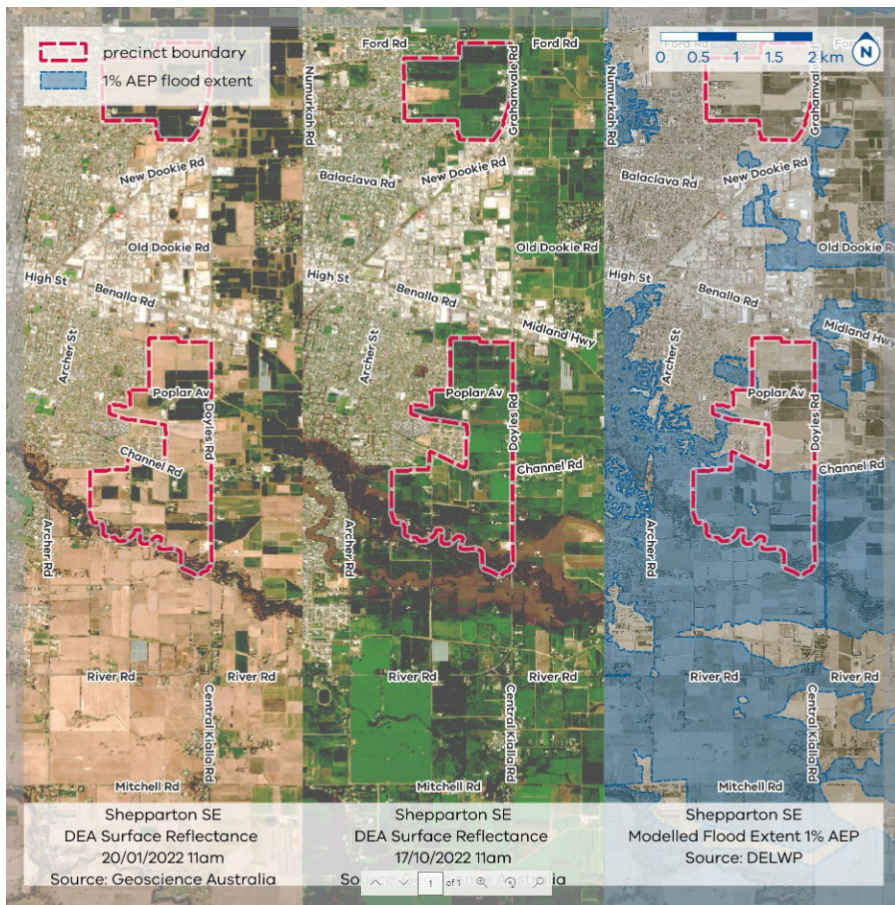 precinct boundary
1% AEP flood extent
0 0.5 1 1.5 2 km
N
Ford Rd
Ford Rd
Ford Rd
Numurkah Rd
Grahamvale Rd
Numurkah Rd
Grahamvale Rd
New Dookie Rd
New Dookie Rd
New Dookie Rd
Balaclava Rd
Balaclava Rd
Old Dookie Rd
Old Dookie Rd
Old Dookie R
High St
High St
High St
Benalla Rd
Benalla Rd
Benalla Rd
Midland Hwy
Midland Hwy
Archer St
Archer St
Archer St
Poplar Av
Poplar Av
Poplar Av
Doyles Rd
Doyles Rd
Doyles Rd
Channel Rd
Channel Rd
Channel Rd
Archer Rd
Archer Rd
Archer Rd
River Rd
River Rd
River Rd
River Rd
River Rd
River Rd
Central Kialla Rd
Central Kialla Rd
Central Kialla Rd
Mitchell Rd
Mitchell Rd
Mitchell Rd
Shepparton SE
DEA Surface Reflectance
20/01/2022 11am
Source: Geoscience Australia
Shepparton SE
DEA Surface Reflectance
17/10/2022 11am
1 of 1
Australia
Shepparton SE
Modelled Flood Extent 1% AEP
Source: DELWP